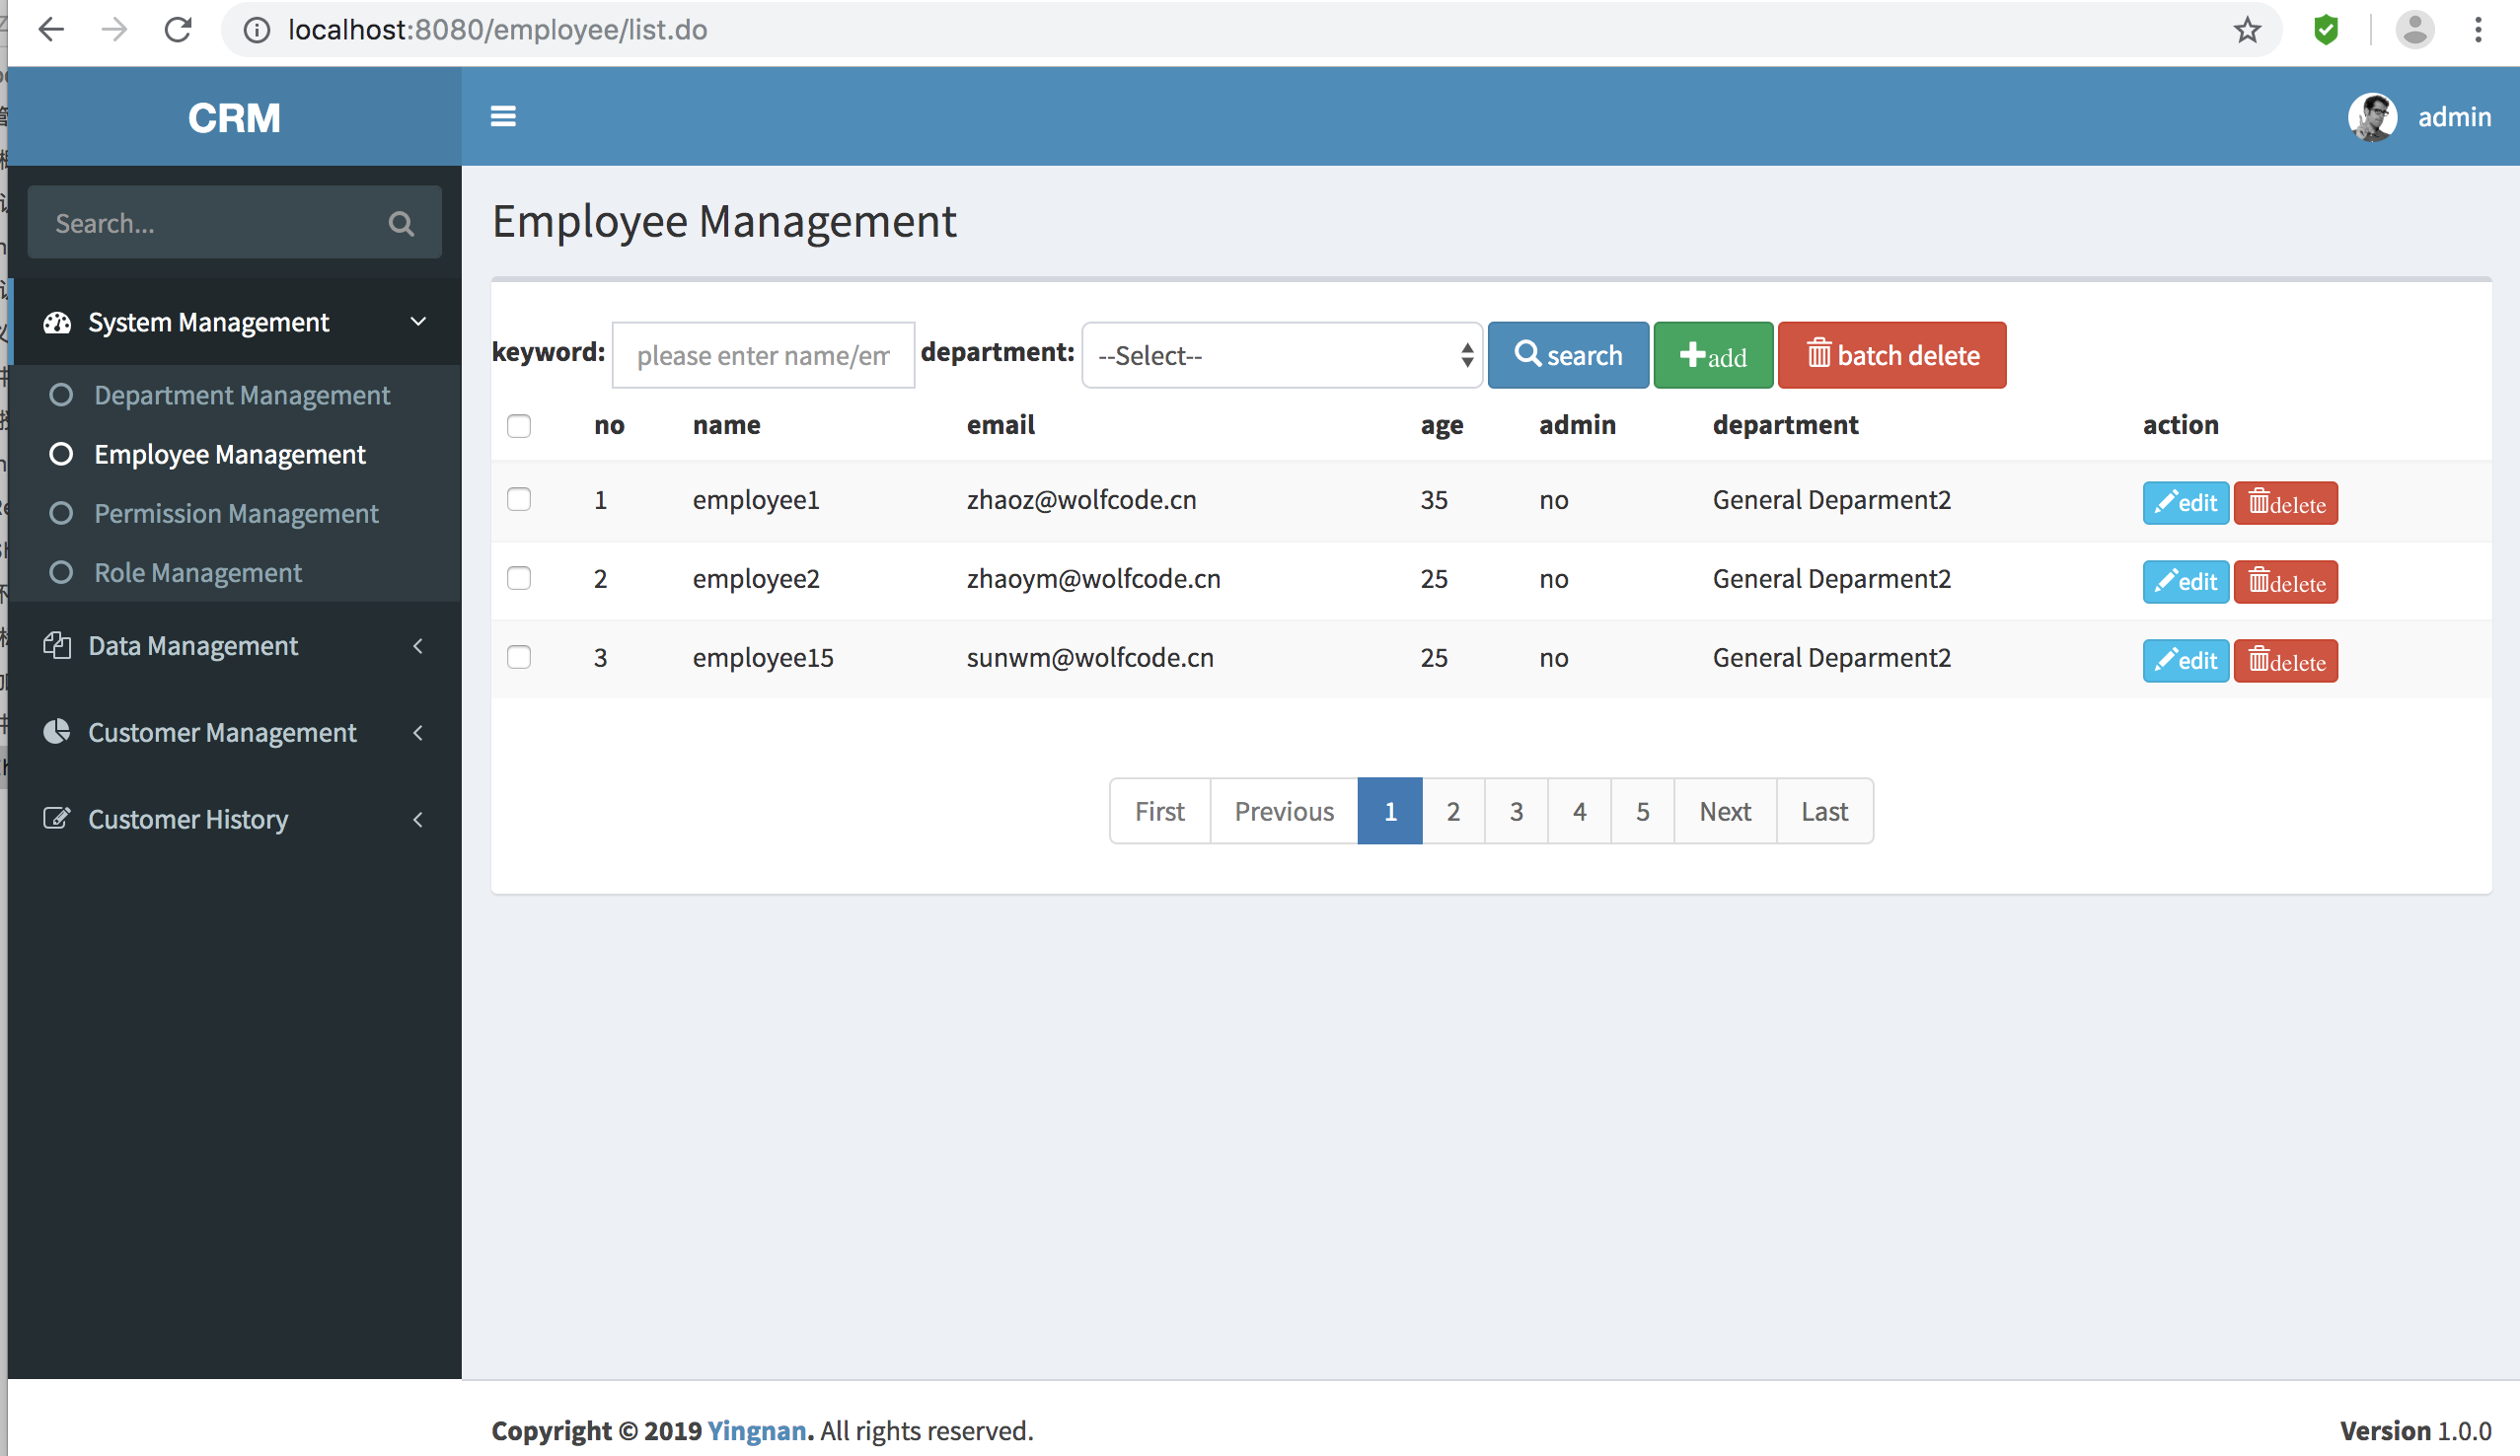 localhost:8080/employee/list.do
CRM
admin
Search...
System Management
Department Management
Employee Management
Permission Management
Role Management
Data Management
Customer Management
Customer History
Employee Management
keyword: please enter name/em department: --Select-- search add batch delete
no name email age admin department action
1 employee1 zhaoz@wolfcode.cn 35 no General Deparment2 edit delete
2 employee2 zhaoym@wolfcode.cn 25 no General Deparment2 edit delete
3 employee15 sunwm@wolfcode.cn 25 no General Deparment2 edit delete
First Previous 1 2 3 4 5 Next Last
Copyright © 2019 Yingnan. All rights reserved.
Version 1.0.0